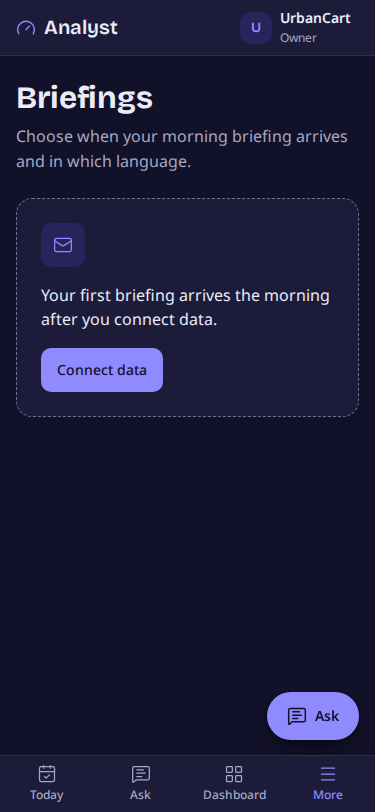 Analyst
U
UrbanCart
Owner
Briefings
Choose when your morning briefing arrives
and in which language.
Your first briefing arrives the morning
after you connect data.
Connect data
Ask
Today
Ask
Dashboard
More